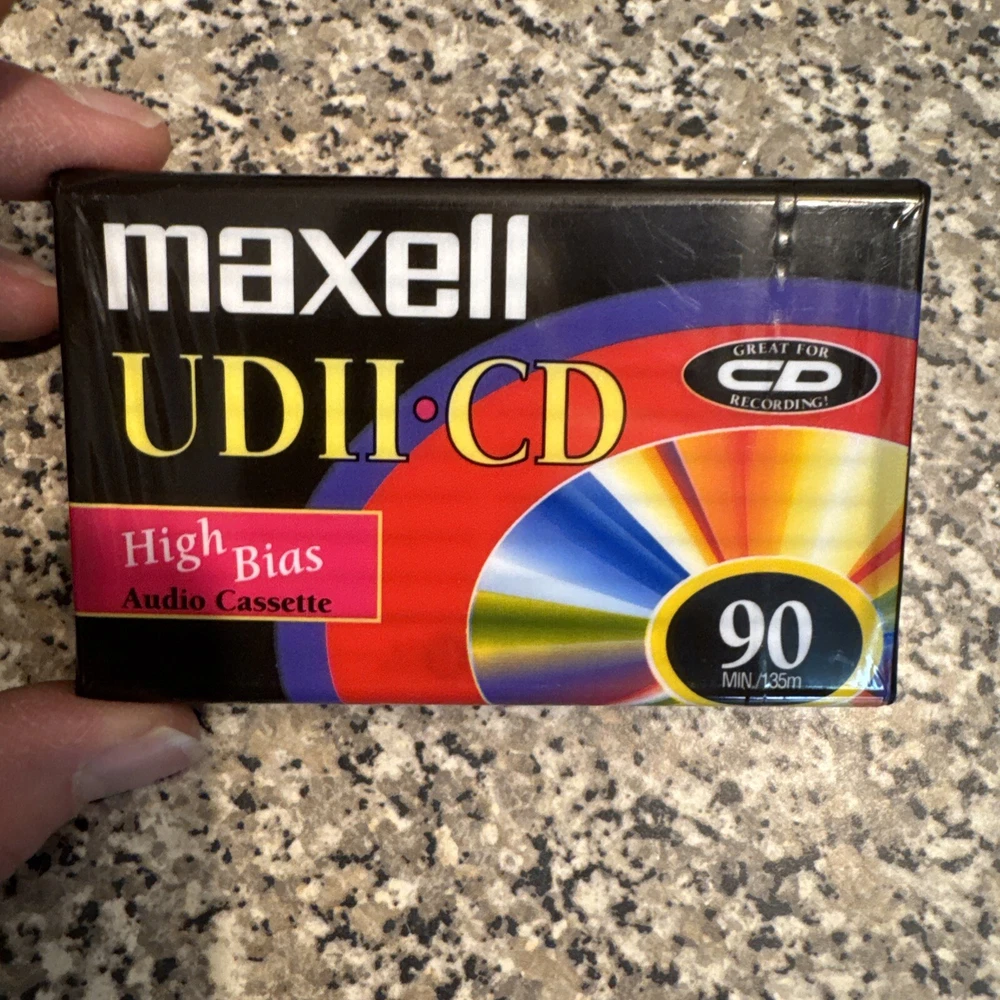 maxell
UDII•CD
GREAT FOR
CD
RECORDING!
High Bias
Audio Cassette
90
MIN./135m